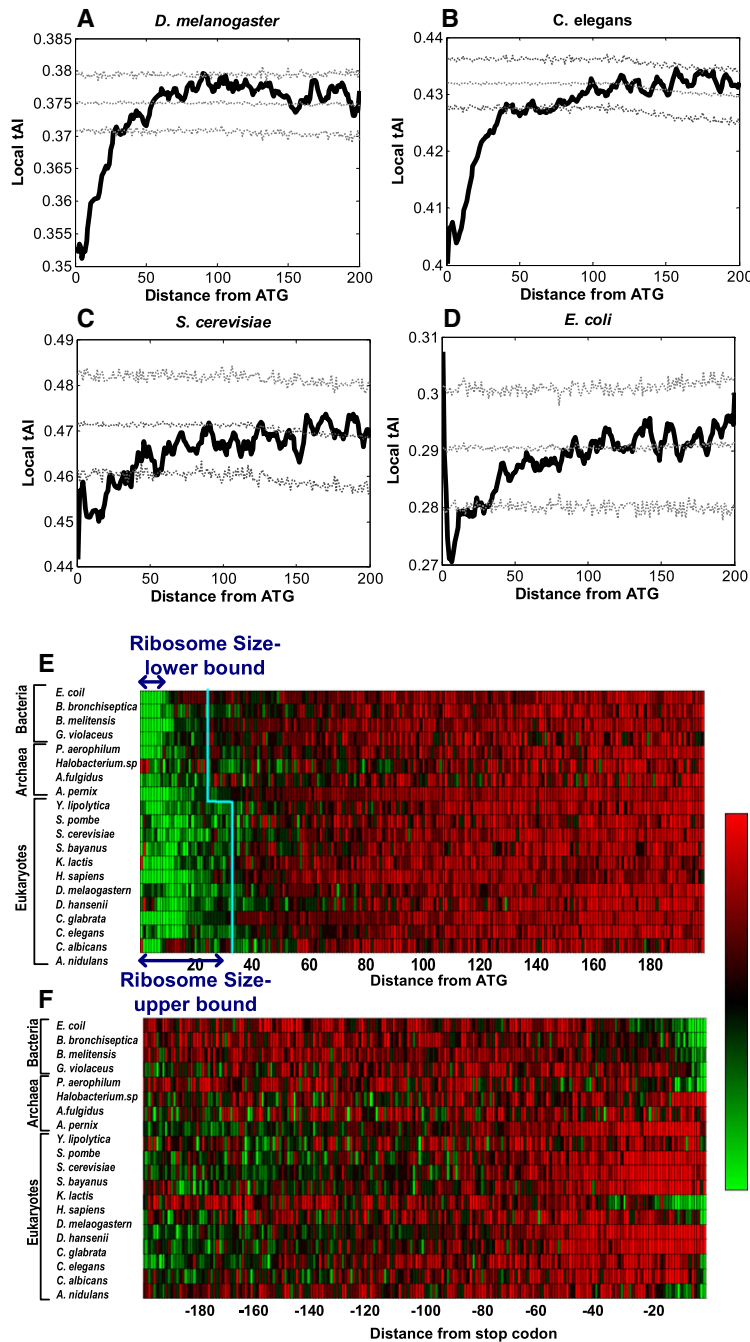 A D. melanogaster
0.385
0.38
0.375
0.37
0.365
0.36
0.355
0.35
Local tAI
0 50 100 150 200
Distance from ATG
B C. elegans
0.44
0.43
0.42
0.41
0.4
Local tAI
0 50 100 150 200
Distance from ATG
C S. cerevisiae
0.49
0.48
0.47
0.46
0.45
0.44
Local tAI
0 50 100 150 200
Distance from ATG
D E. coli
0.31
0.3
0.29
0.28
0.27
Local tAI
0 50 100 150 200
Distance from ATG
E
Ribosome Size-
lower bound
Bacteria
Archaea
Eukaryotes
E. coil
B. bronchiseptica
B. melitensis
G. violaceus
P. aerophilum
Halobacterium.sp
A.fulgidus
A. pernix
Y. lipolytica
S. pombe
S. cerevisiae
S. bayanus
K. lactis
H. sapiens
D. melaogastern
D. hansenii
C. glabrata
C. elegans
C. albicans
A. nidulans
20 40 60 80 100 120 140 160 180
Distance from ATG
Ribosome Size-
upper bound
F
Bacteria
Archaea
Eukaryotes
E. coil
B. bronchiseptica
B. melitensis
G. violaceus
P. aerophilum
Halobacterium.sp
A.fulgidus
A. pernix
Y. lipolytica
S. pombe
S. cerevisiae
S. bayanus
K. lactis
H. sapiens
D. melaogastern
D. hansenii
C. glabrata
C. elegans
C. albicans
A. nidulans
-180 -160 -140 -120 -100 -80 -60 -40 -20
Distance from stop codon